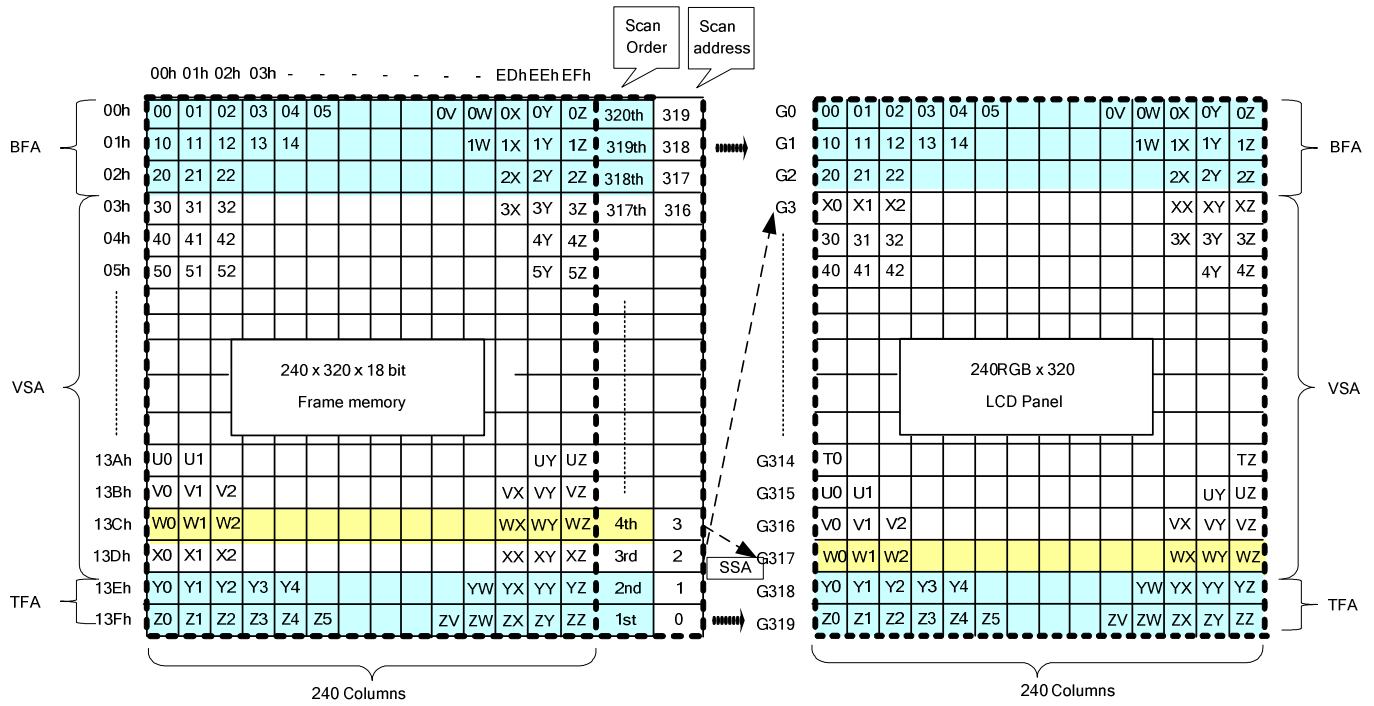 Scan Order
Scan address
00h 01h 02h 03h - - - - - - - EDh EEh EFh
00h 00 01 02 03 04 05 0V 0W 0X 0Y 0Z 320th 319
01h 10 11 12 13 14 1W 1X 1Y 1Z 319th 318
02h 20 21 22 2X 2Y 2Z 318th 317
03h 30 31 32 3X 3Y 3Z 317th 316
04h 40 41 42 4Y 4Z
05h 50 51 52 5Y 5Z
240 x 320 x 18 bit
Frame memory
13Ah U0 U1 UY UZ
13Bh V0 V1 V2 VX VY VZ
13Ch W0 W1 W2 WX WY WZ 4th 3
13Dh X0 X1 X2 XX XY XZ 3rd 2
13Eh Y0 Y1 Y2 Y3 Y4 YW YX YY YZ 2nd 1
13Fh Z0 Z1 Z2 Z3 Z4 Z5 ZV ZW ZX ZY ZZ 1st 0
BFA
VSA
TFA
240 Columns
SSA
G0 00 01 02 03 04 05 0V 0W 0X 0Y 0Z
G1 10 11 12 13 14 1W 1X 1Y 1Z
G2 20 21 22 2X 2Y 2Z
G3 X0 X1 X2 XX XY XZ
30 31 32 3X 3Y 3Z
40 41 42 4Y 4Z
240RGB x 320
LCD Panel
G314 T0 TZ
G315 U0 U1 UY UZ
G316 V0 V1 V2 VX VY VZ
G317 W0 W1 W2 WX WY WZ
G318 Y0 Y1 Y2 Y3 Y4 YW YX YY YZ
G319 Z0 Z1 Z2 Z3 Z4 Z5 ZV ZW ZX ZY ZZ
BFA
VSA
TFA
240 Columns